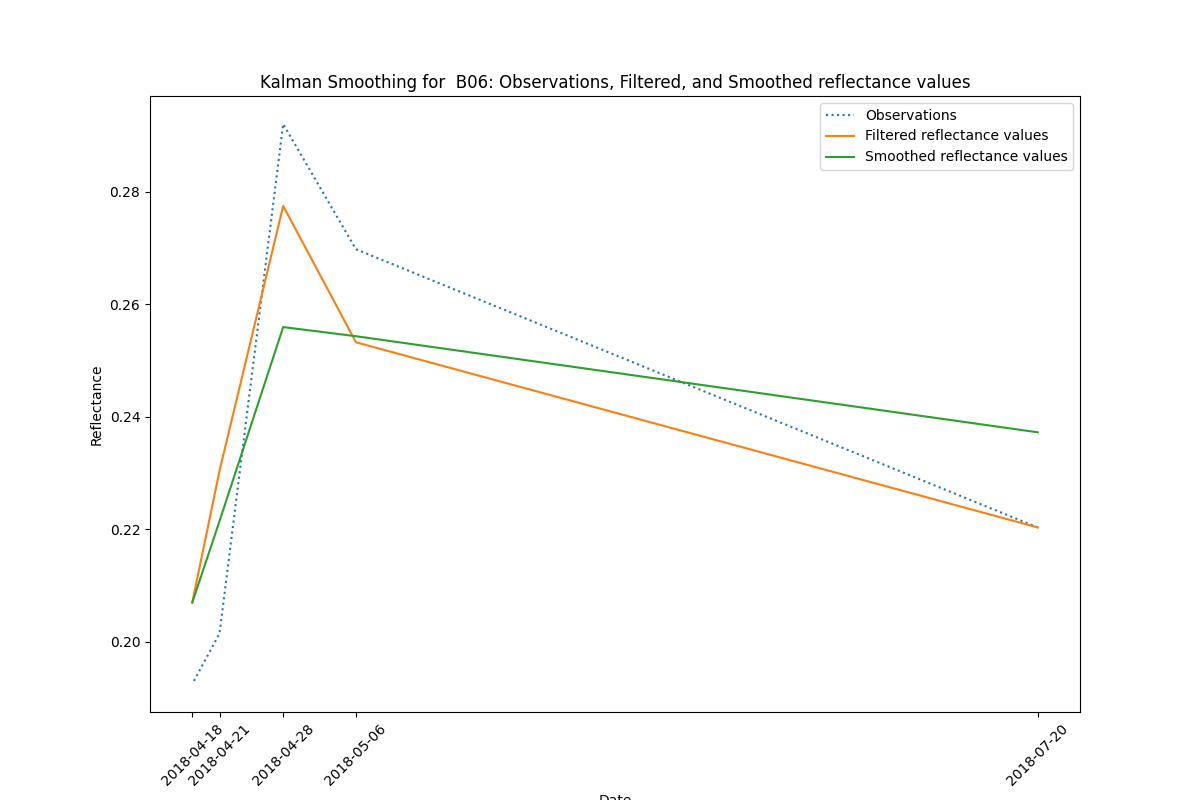 Kalman Smoothing for  B06: Observations, Filtered, and Smoothed reflectance values
Observations
Filtered reflectance values
Smoothed reflectance values
Reflectance
0.28
0.26
0.24
0.22
0.20
2018-04-18
2018-04-21
2018-04-28
2018-05-06
2018-07-20
Date